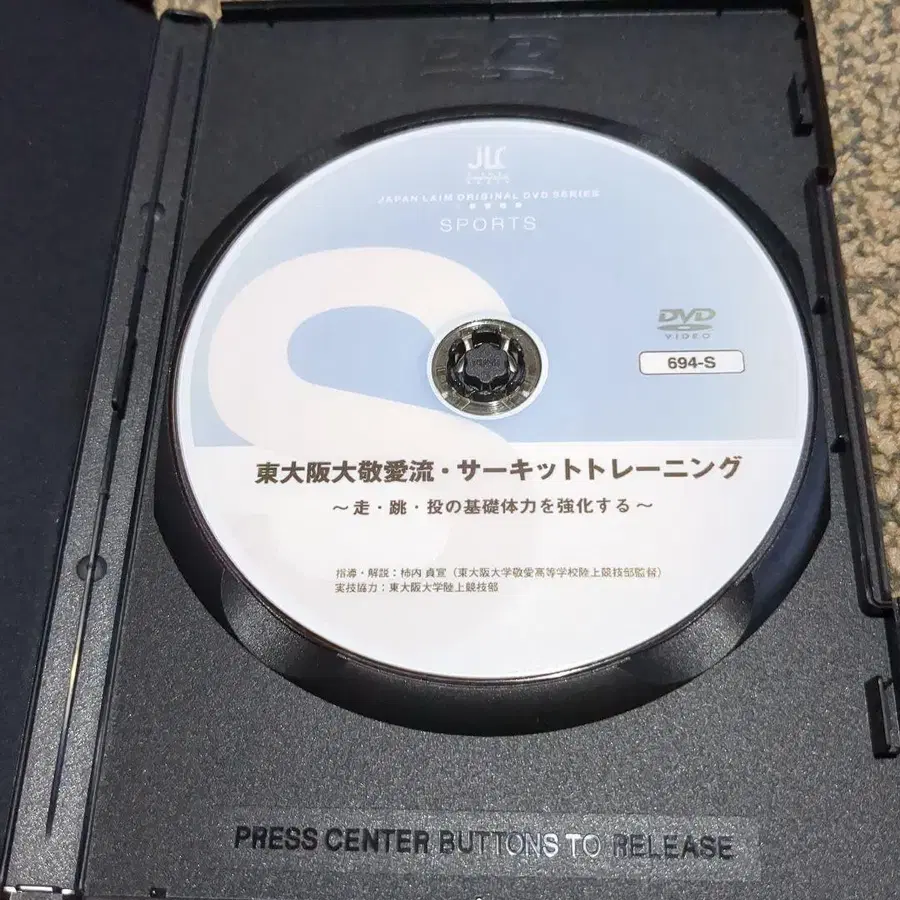 JLC
JAPAN LAIM ORIGINAL DVD SERIES
SPORTS
DVD
VIDEO
694-S
東大阪大敬愛流・サーキットトレーニング
～走・跳・投の基礎体力を強化する～
指導・解説：柿内 貞宣（東大阪大学敬愛高等学校陸上競技部監督）
実技協力：東大阪大学陸上競技部
PRESS CENTER BUTTONS TO RELEASE